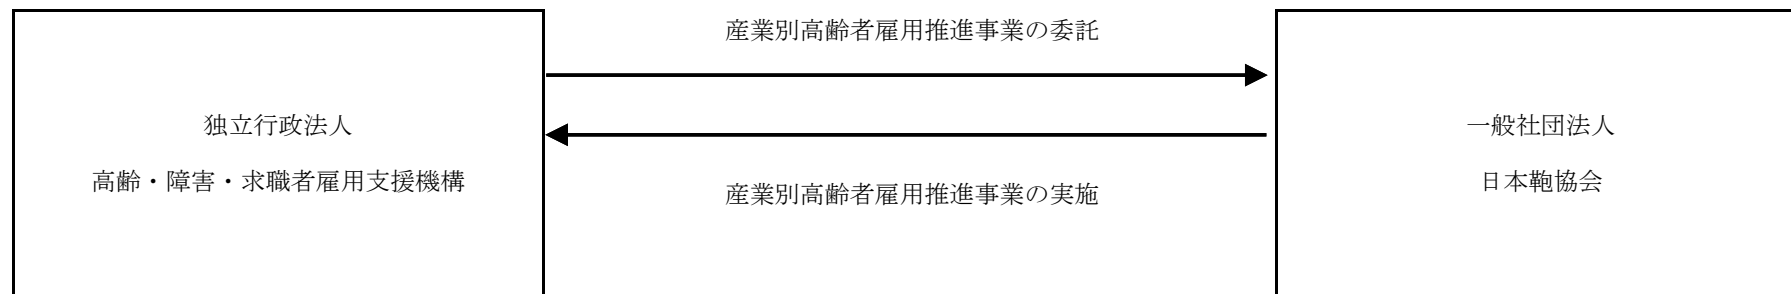 産業別高齢者雇用推進事業の委託
独立行政法人
高齢・障害・求職者雇用支援機構
産業別高齢者雇用推進事業の実施
一般社団法人
日本鞄協会